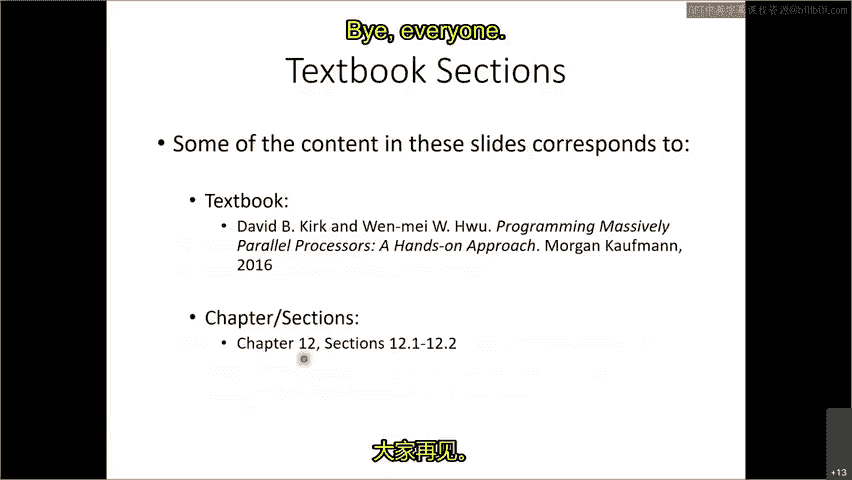 Bye, everyone.
Textbook Sections
• Some of the content in these slides corresponds to:
• Textbook:
• David B. Kirk and Wen-mei W. Hwu. Programming Massively
Parallel Processors: A Hands-on Approach. Morgan Kaufmann,
2016
• Chapter/Sections:
• Chapter 12, Sections 12.1-12.2
大家再见。
+13